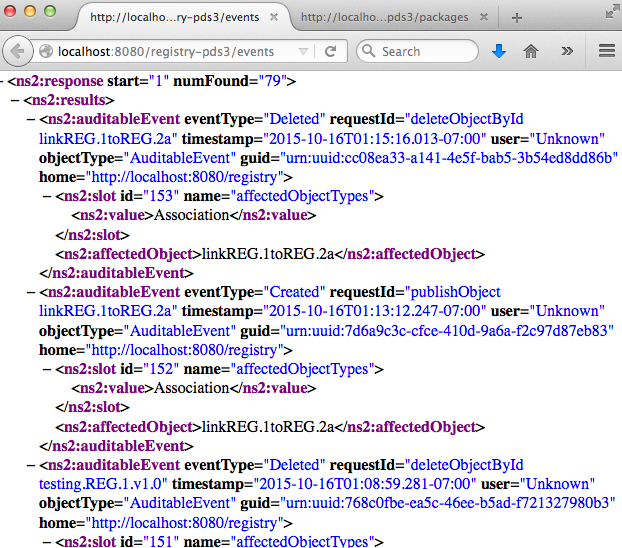 http://localho...ry-pds3/events
http://localho...pds3/packages
localhost:8080/registry-pds3/events
Search
− <ns2:response start="1" numFound="79">
− <ns2:results>
− <ns2:auditableEvent eventType="Deleted" requestId="deleteObjectById
linkREG.1toREG.2a" timestamp="2015-10-16T01:15:16.013-07:00" user="Unknown"
objectType="AuditableEvent" guid="urn:uuid:cc08ea33-a141-4e5f-bab5-3b54ed8dd86b"
home="http://localhost:8080/registry">
− <ns2:slot id="153" name="affectedObjectTypes">
<ns2:value>Association</ns2:value>
</ns2:slot>
<ns2:affectedObject>linkREG.1toREG.2a</ns2:affectedObject>
</ns2:auditableEvent>
− <ns2:auditableEvent eventType="Created" requestId="publishObject
linkREG.1toREG.2a" timestamp="2015-10-16T01:13:12.247-07:00" user="Unknown"
objectType="AuditableEvent" guid="urn:uuid:7d6a9c3c-cfce-410d-9a6a-f2c97d87eb83"
home="http://localhost:8080/registry">
− <ns2:slot id="152" name="affectedObjectTypes">
<ns2:value>Association</ns2:value>
</ns2:slot>
<ns2:affectedObject>linkREG.1toREG.2a</ns2:affectedObject>
</ns2:auditableEvent>
− <ns2:auditableEvent eventType="Deleted" requestId="deleteObjectById
testing.REG.1.v1.0" timestamp="2015-10-16T01:08:59.281-07:00" user="Unknown"
objectType="AuditableEvent" guid="urn:uuid:768c0fbe-ea5c-46ee-b5ad-f721327980b3"
home="http://localhost:8080/registry">
− <ns2:slot id="151" name="affectedObjectTypes">